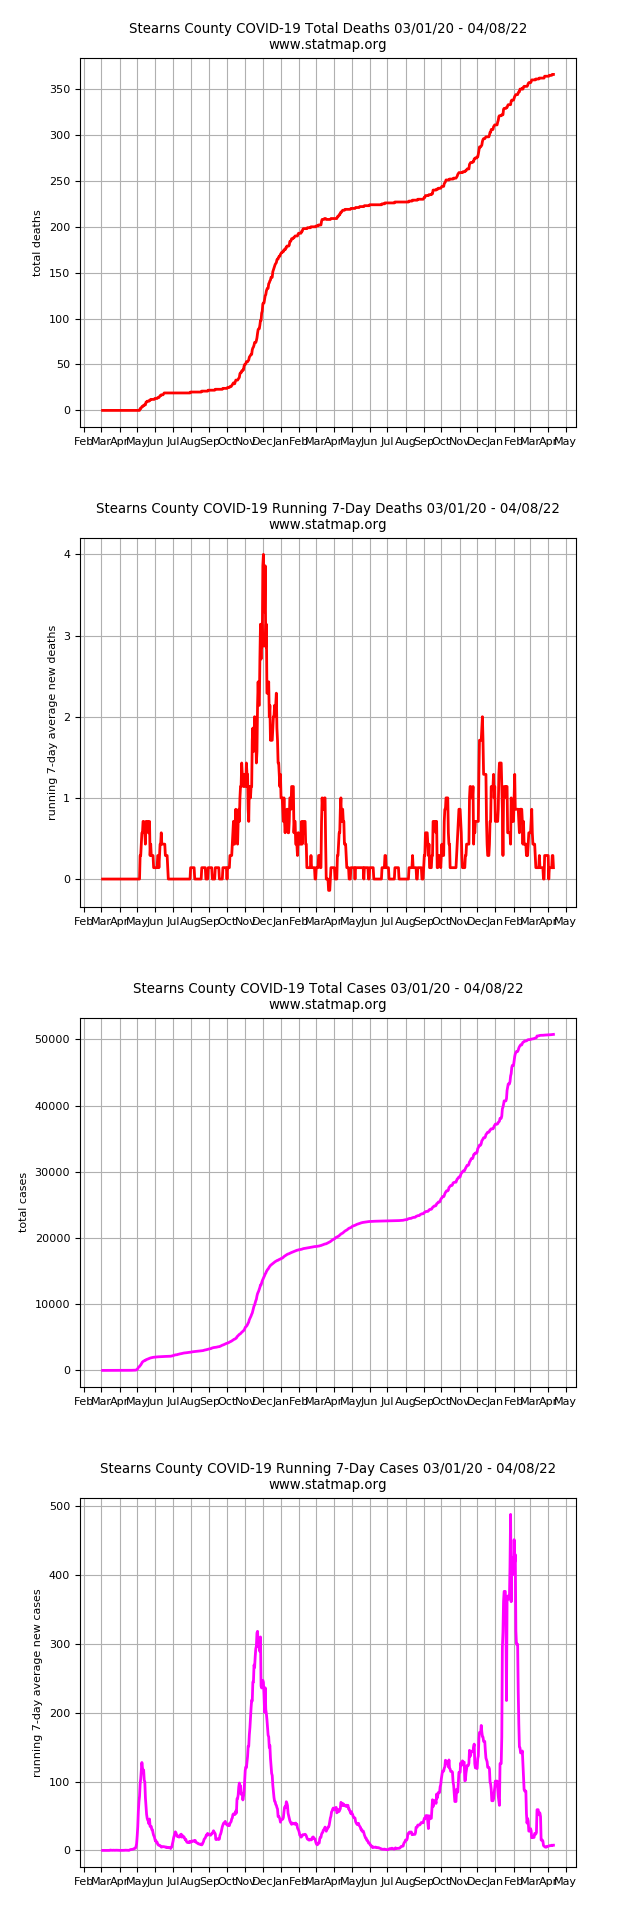 Stearns County COVID-19 Total Deaths 03/01/20 - 04/08/22
www.statmap.org
350
300
250
200
150
100
50
0
total deaths
Feb Mar Apr May Jun Jul Aug Sep Oct Nov Dec Jan Feb Mar Apr May Jun Jul Aug Sep Oct Nov Dec Jan Feb Mar Apr May
Stearns County COVID-19 Running 7-Day Deaths 03/01/20 - 04/08/22
www.statmap.org
4
3
2
1
0
running 7-day average new deaths
Feb Mar Apr May Jun Jul Aug Sep Oct Nov Dec Jan Feb Mar Apr May Jun Jul Aug Sep Oct Nov Dec Jan Feb Mar Apr May
Stearns County COVID-19 Total Cases 03/01/20 - 04/08/22
www.statmap.org
50000
40000
30000
20000
10000
0
total cases
Feb Mar Apr May Jun Jul Aug Sep Oct Nov Dec Jan Feb Mar Apr May Jun Jul Aug Sep Oct Nov Dec Jan Feb Mar Apr May
Stearns County COVID-19 Running 7-Day Cases 03/01/20 - 04/08/22
www.statmap.org
500
400
300
200
100
0
running 7-day average new cases
Feb Mar Apr May Jun Jul Aug Sep Oct Nov Dec Jan Feb Mar Apr May Jun Jul Aug Sep Oct Nov Dec Jan Feb Mar Apr May